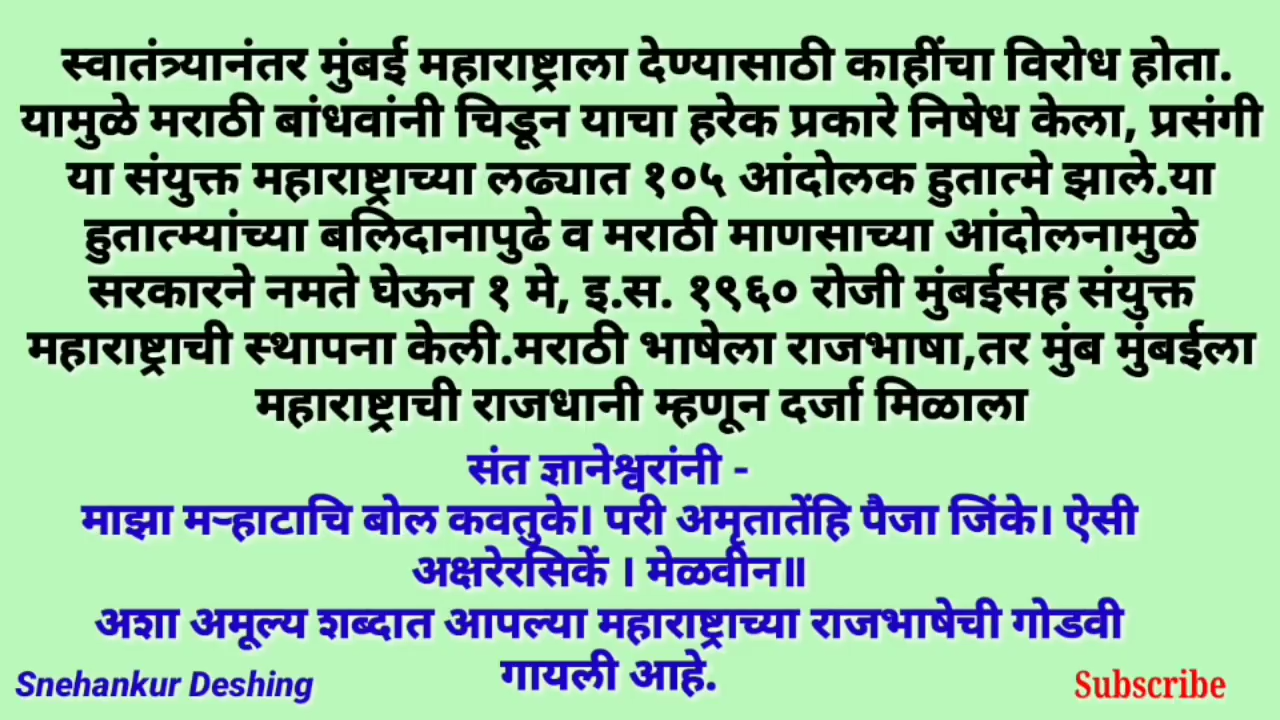 स्वातंत्र्यानंतर मुंबई महाराष्ट्राला देण्यासाठी काहींचा विरोध होता.
यामुळे मराठी बांधवांनी चिडून याचा हरेक प्रकारे निषेध केला, प्रसंगी
या संयुक्त महाराष्ट्राच्या लढ्यात १०५ आंदोलक हुतात्मे झाले.या
हुतात्म्यांच्या बलिदानापुढे व मराठी माणसाच्या आंदोलनामुळे
सरकारने नमते घेऊन १ मे, इ.स. १९६० रोजी मुंबईसह संयुक्त
महाराष्ट्राची स्थापना केली.मराठी भाषेला राजभाषा,तर मुंब मुंबईला
महाराष्ट्राची राजधानी म्हणून दर्जा मिळाला
संत ज्ञानेश्वरांनी -
माझा मऱ्हाटाचि बोल कवतुके। परी अमृतातेंहि पैजा जिंके। ऐसी
अक्षरेरसिकें । मेळवीन॥
अशा अमूल्य शब्दात आपल्या महाराष्ट्राच्या राजभाषेची गोडवी
गायली आहे.
Snehankur Deshing
Subscribe